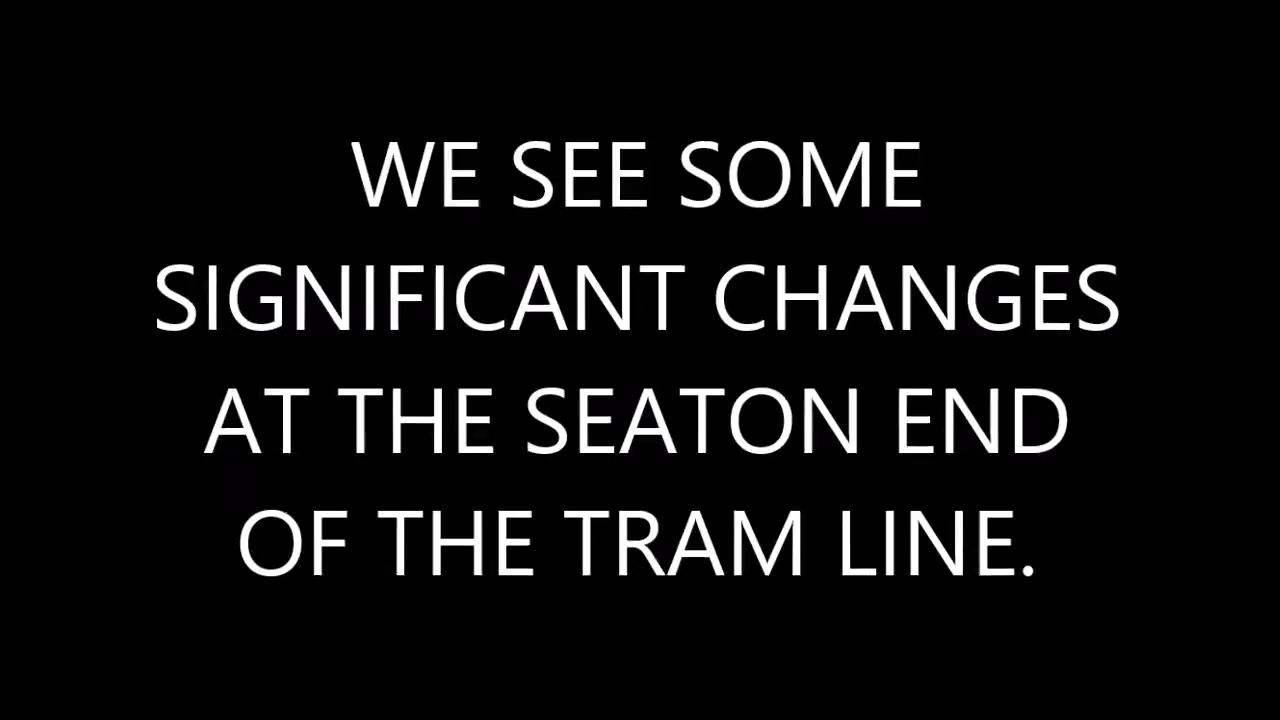 WE SEE SOME
SIGNIFICANT CHANGES
AT THE SEATON END
OF THE TRAM LINE.